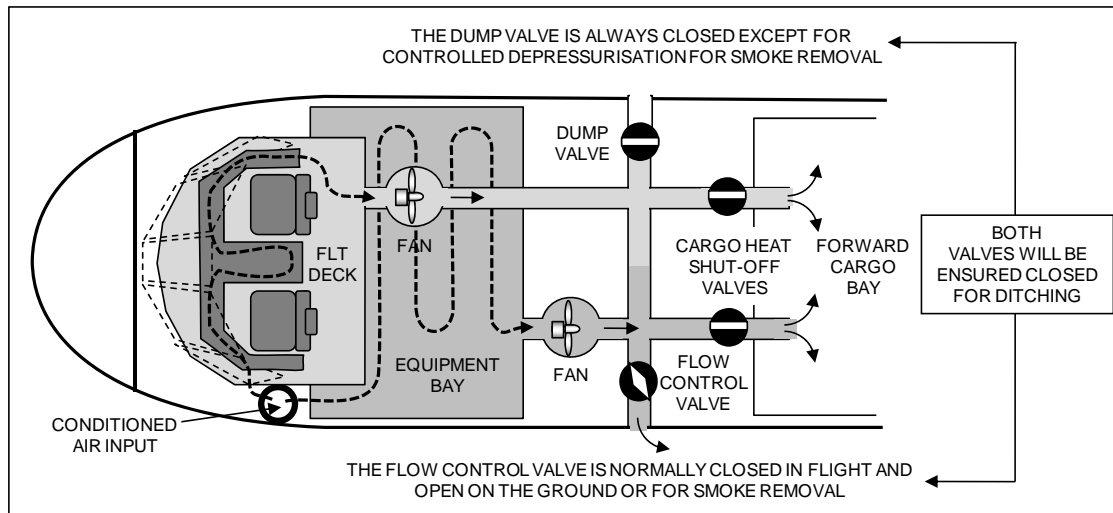 THE DUMP VALVE IS ALWAYS CLOSED EXCEPT FOR
CONTROLLED DEPRESSURISATION FOR SMOKE REMOVAL
DUMP
VALVE
FAN
FLT
DECK
CARGO HEAT
SHUT-OFF
VALVES
FORWARD
CARGO
BAY
BOTH
VALVES WILL BE
ENSURED CLOSED
FOR DITCHING
EQUIPMENT
BAY
FAN
FLOW
CONTROL
VALVE
CONDITIONED
AIR INPUT
THE FLOW CONTROL VALVE IS NORMALLY CLOSED IN FLIGHT AND
OPEN ON THE GROUND OR FOR SMOKE REMOVAL